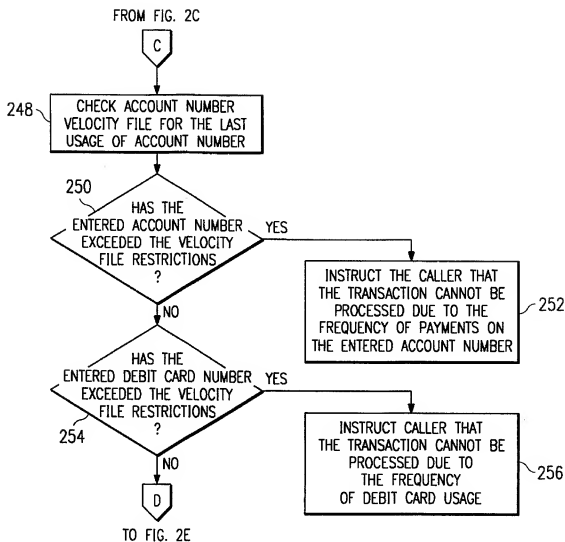 FROM FIG. 2C
C
248
CHECK ACCOUNT NUMBER
VELOCITY FILE FOR THE LAST
USAGE OF ACCOUNT NUMBER
250
HAS THE
ENTERED ACCOUNT NUMBER
EXCEEDED THE VELOCITY
FILE RESTRICTIONS
?
YES
INSTRUCT THE CALLER THAT
THE TRANSACTION CANNOT BE
PROCESSED DUE TO THE
FREQUENCY OF PAYMENTS ON
THE ENTERED ACCOUNT NUMBER
252
NO
HAS THE
ENTERED DEBIT CARD NUMBER
EXCEEDED THE VELOCITY
FILE RESTRICTIONS
?
254
YES
INSTRUCT CALLER THAT
THE TRANSACTION CANNOT BE
PROCESSED DUE TO
THE FREQUENCY
OF DEBIT CARD USAGE
256
NO
D
TO FIG. 2E